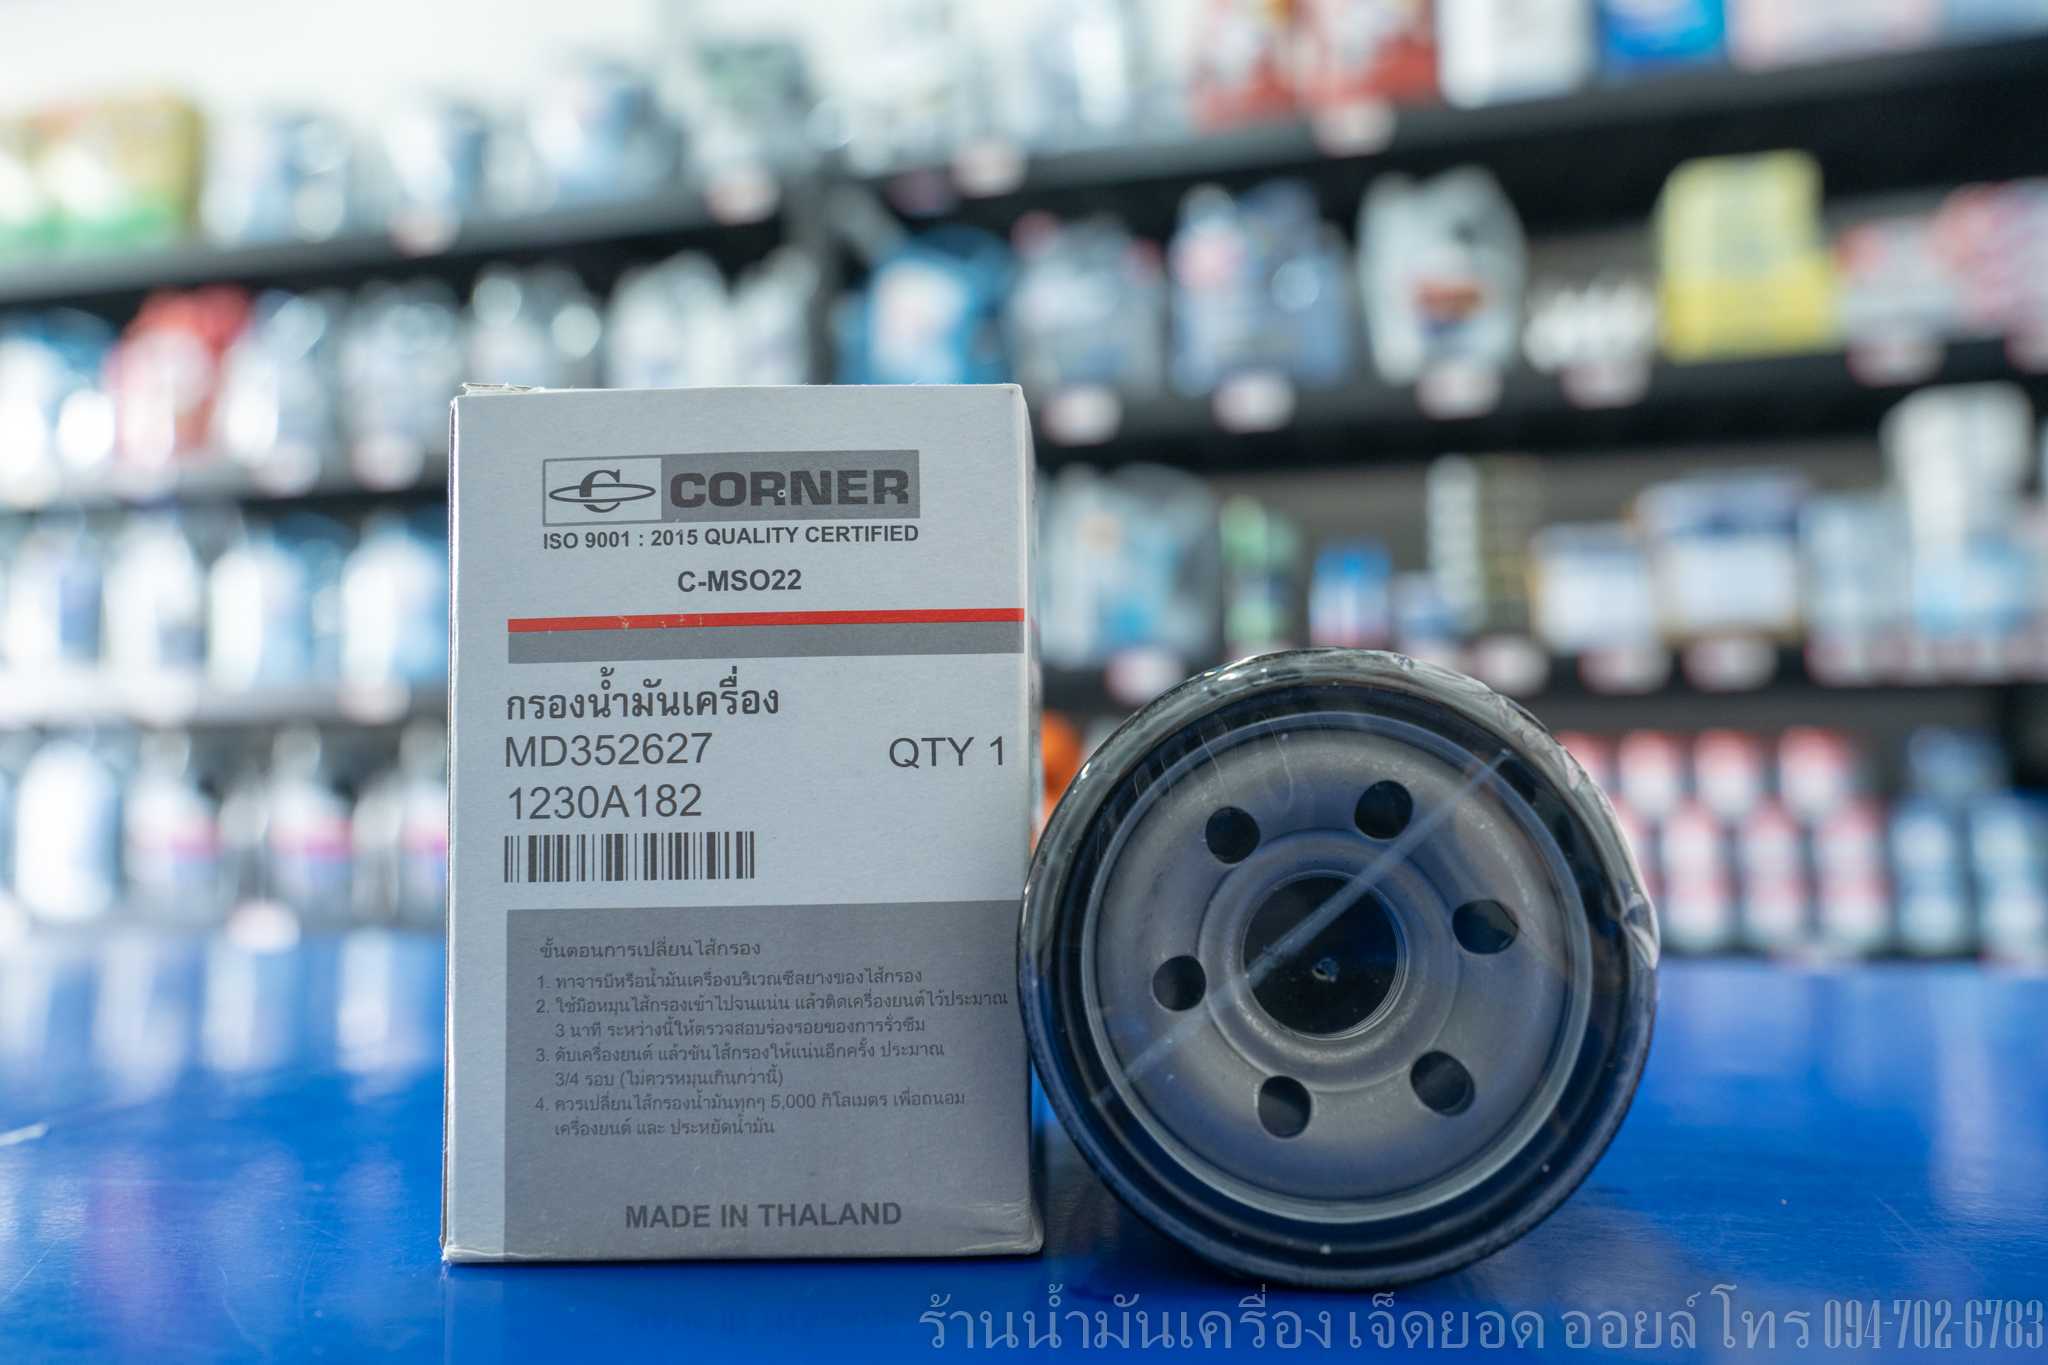 C CORNER
ISO 9001 : 2015 QUALITY CERTIFIED
C-MSO22
กรองน้ำมันเครื่อง
MD352627 QTY 1
1230A182
ขั้นตอนการเปลี่ยนไส้กรอง
1. ทาจารบีหรือน้ำมันเครื่องบริเวณซีลยางของไส้กรอง
2. ใช้มือหมุนไส้กรองเข้าไปจนแน่น แล้วติดเครื่องยนต์ไว้ประมาณ
3 นาที ระหว่างนี้ให้ตรวจสอบร่องรอยของการรั่วซึม
3. ดับเครื่องยนต์ แล้วขันไส้กรองให้แน่นอีกครั้ง ประมาณ
3/4 รอบ (ไม่ควรหมุนเกินกว่านี้)
4. ควรเปลี่ยนไส้กรองน้ำมันทุกๆ 5,000 กิโลเมตร เพื่อถนอม
เครื่องยนต์ และ ประหยัดน้ำมัน
MADE IN THALAND
ร้านน้ำมันเครื่อง เจ็ดยอด ออยล์ โทร 094-702-6783